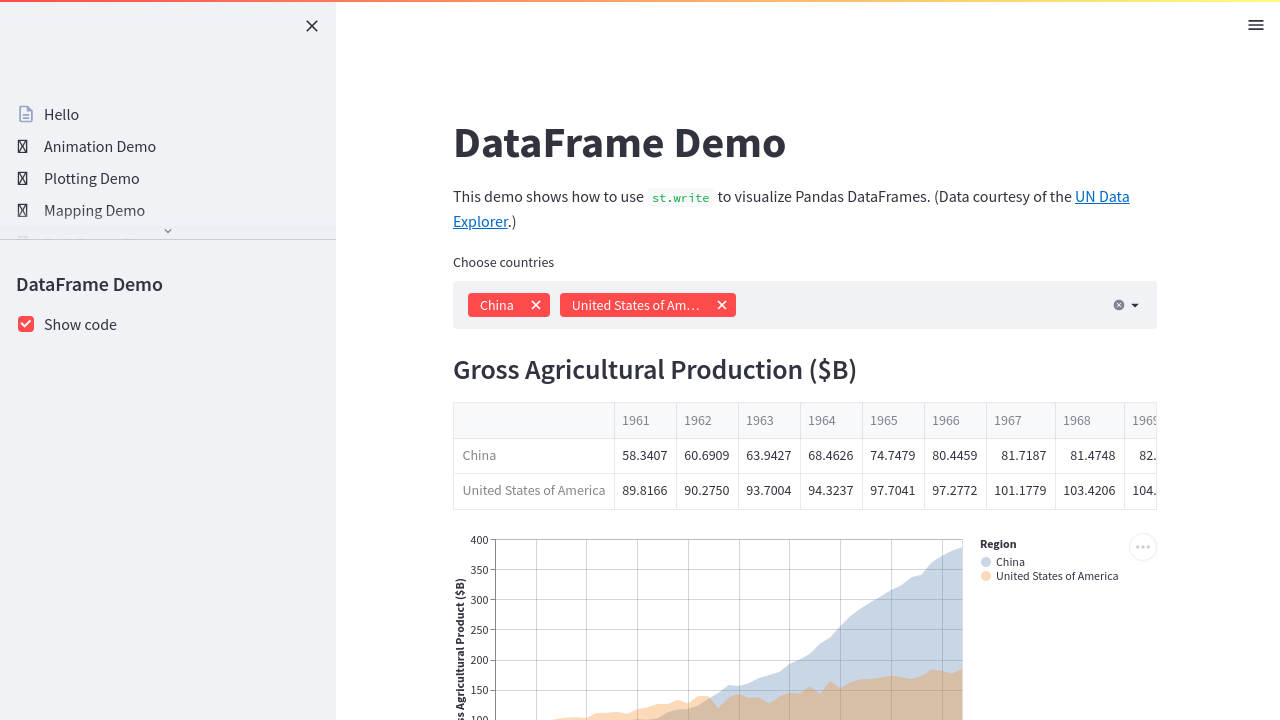 Hello
Animation Demo
Plotting Demo
Mapping Demo
DataFrame Demo
Show code
DataFrame Demo
This demo shows how to use st.write to visualize Pandas DataFrames. (Data courtesy of the UN Data
Explorer.)
Choose countries
China
United States of Am…
Gross Agricultural Production ($B)
1961 1962 1963 1964 1965 1966 1967 1968 1969
China 58.3407 60.6909 63.9427 68.4626 74.7479 80.4459 81.7187 81.4748 82.
United States of America 89.8166 90.2750 93.7004 94.3237 97.7041 97.2772 101.1779 103.4206 104.
400
350
300
250
200
150
100
Agricultural Product ($B)
Region
China
United States of America